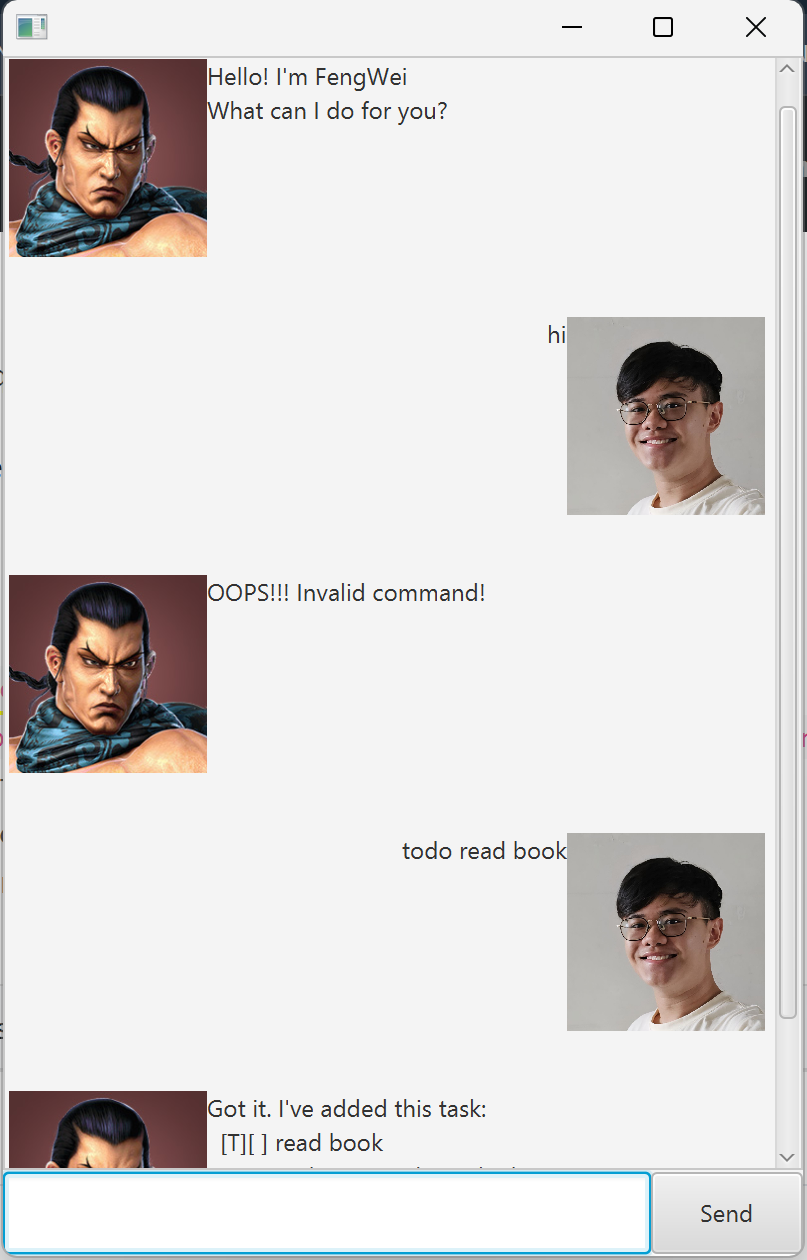 Hello! I'm FengWei
What can I do for you?
hi
OOPS!!! Invalid command!
todo read book
Got it. I've added this task:
[T][ ] read book
Send